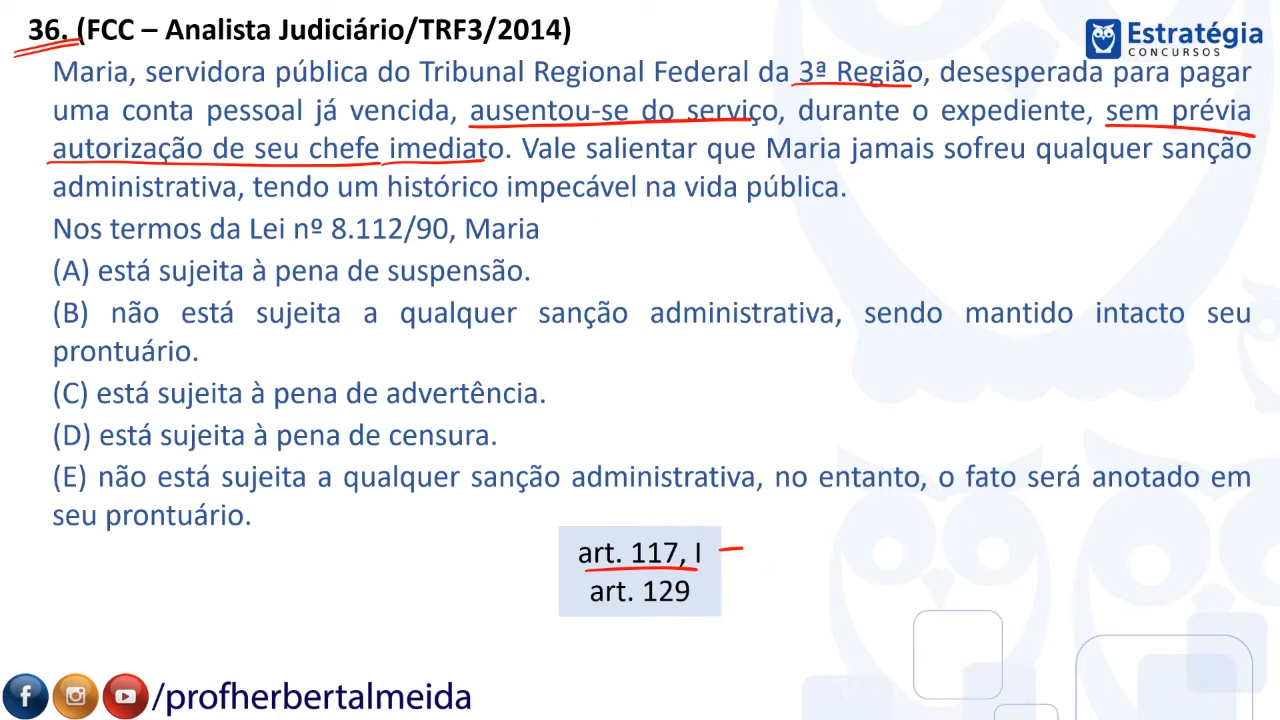 36. (FCC – Analista Judiciário/TRF3/2014)
Estratégia
CONCURSOS
Maria, servidora pública do Tribunal Regional Federal da 3ª Região, desesperada para pagar
uma conta pessoal já vencida, ausentou-se do serviço, durante o expediente, sem prévia
autorização de seu chefe imediato. Vale salientar que Maria jamais sofreu qualquer sanção
administrativa, tendo um histórico impecável na vida pública.
Nos termos da Lei nº 8.112/90, Maria
(A) está sujeita à pena de suspensão.
(B) não está sujeita a qualquer sanção administrativa, sendo mantido intacto seu
prontuário.
(C) está sujeita à pena de advertência.
(D) está sujeita à pena de censura.
(E) não está sujeita a qualquer sanção administrativa, no entanto, o fato será anotado em
seu prontuário.
art. 117, I
art. 129
/profherbertalmeida